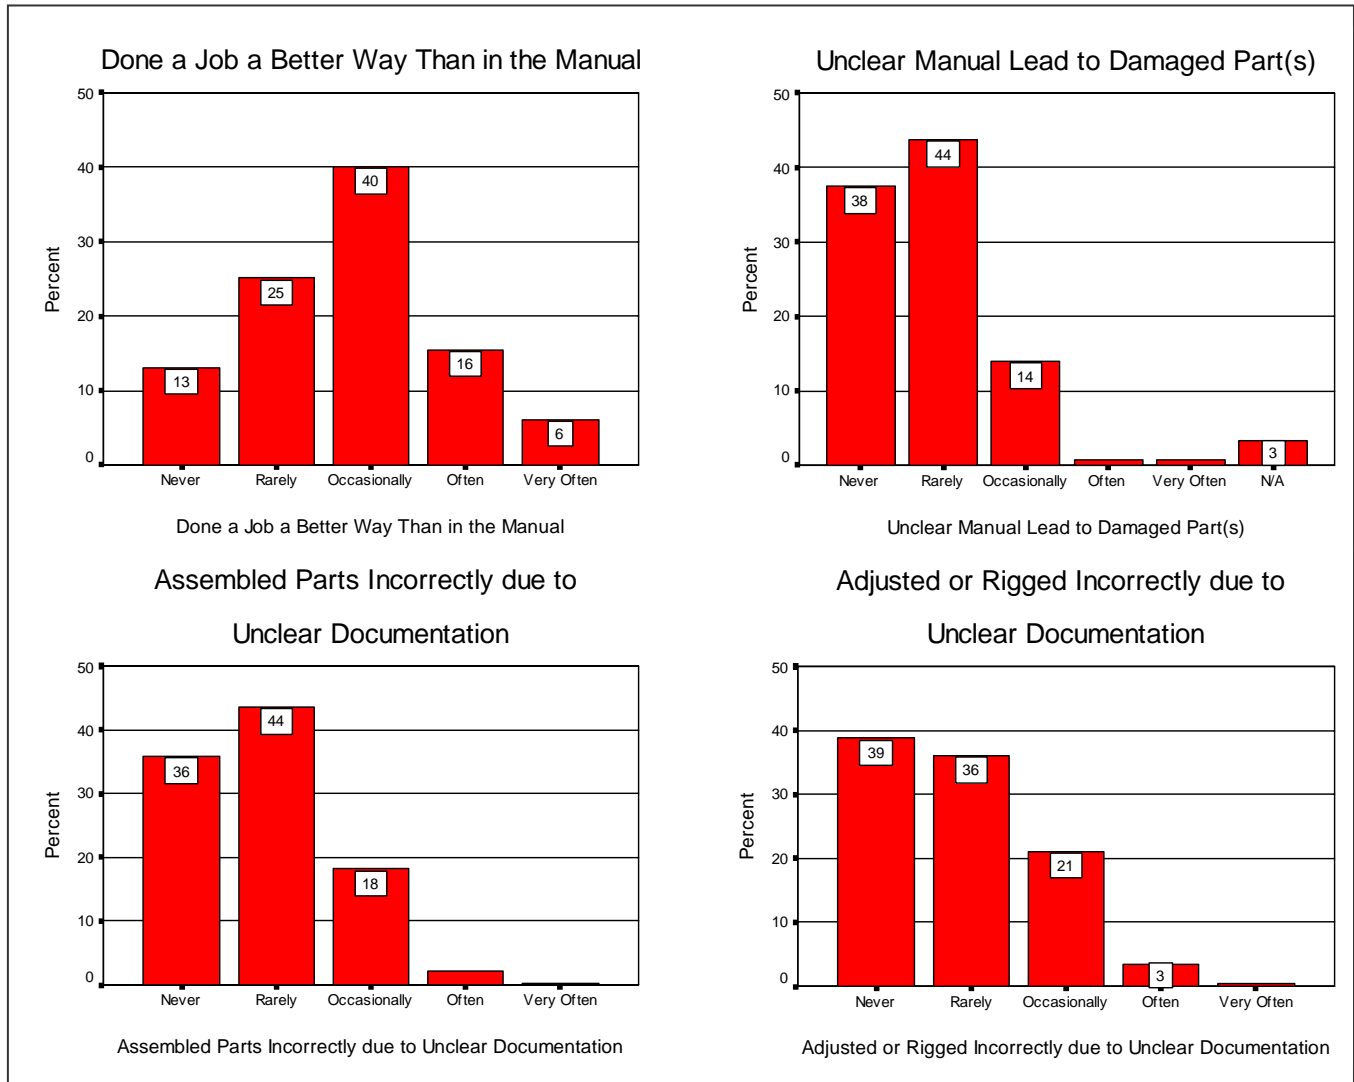 Done a Job a Better Way Than in the Manual
50
40
30
20
10
0
Percent
13
25
40
16
6
Never Rarely Occasionally Often Very Often
Done a Job a Better Way Than in the Manual
Unclear Manual Lead to Damaged Part(s)
50
40
30
20
10
0
Percent
38
44
14
3
Never Rarely Occasionally Often Very Often N/A
Unclear Manual Lead to Damaged Part(s)
Assembled Parts Incorrectly due to
Unclear Documentation
50
40
30
20
10
0
Percent
36
44
18
Never Rarely Occasionally Often Very Often
Assembled Parts Incorrectly due to Unclear Documentation
Adjusted or Rigged Incorrectly due to
Unclear Documentation
50
40
30
20
10
0
Percent
39
36
21
3
Never Rarely Occasionally Often Very Often
Adjusted or Rigged Incorrectly due to Unclear Documentation